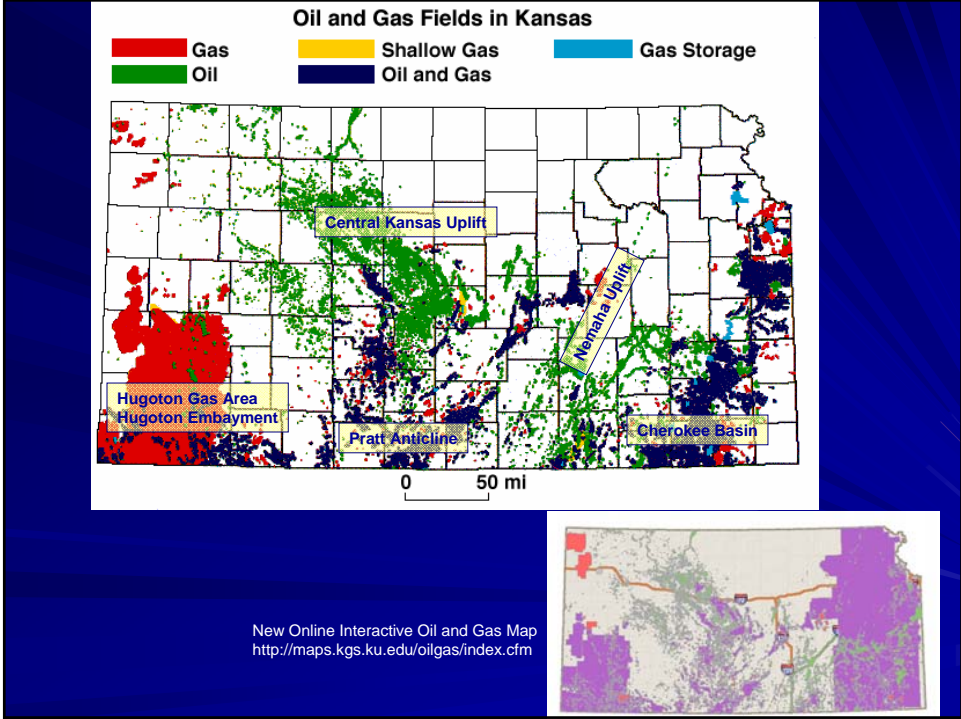 Oil and Gas Fields in Kansas
Gas
Shallow Gas
Gas Storage
Oil
Oil and Gas
Central Kansas Uplift
Nemaha Uplift
Hugoton Gas Area
Hugoton Embayment
Pratt Anticline
Cherokee Basin
0 50 mi
New Online Interactive Oil and Gas Map
http://maps.kgs.ku.edu/oilgas/index.cfm